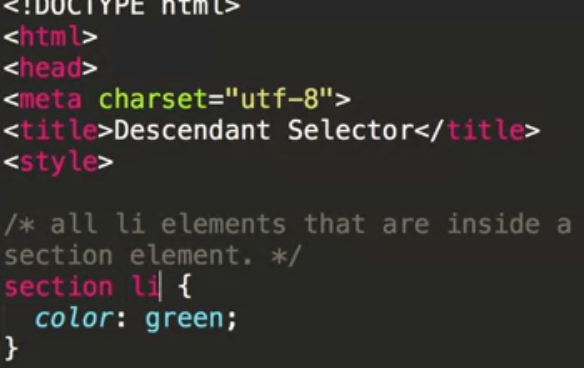 <!DOCTYPE html>
<html>
<head>
<meta charset="utf-8">
<title>Descendant Selector</title>
<style>
/* all li elements that are inside a
section element. */
section li {
color: green;
}